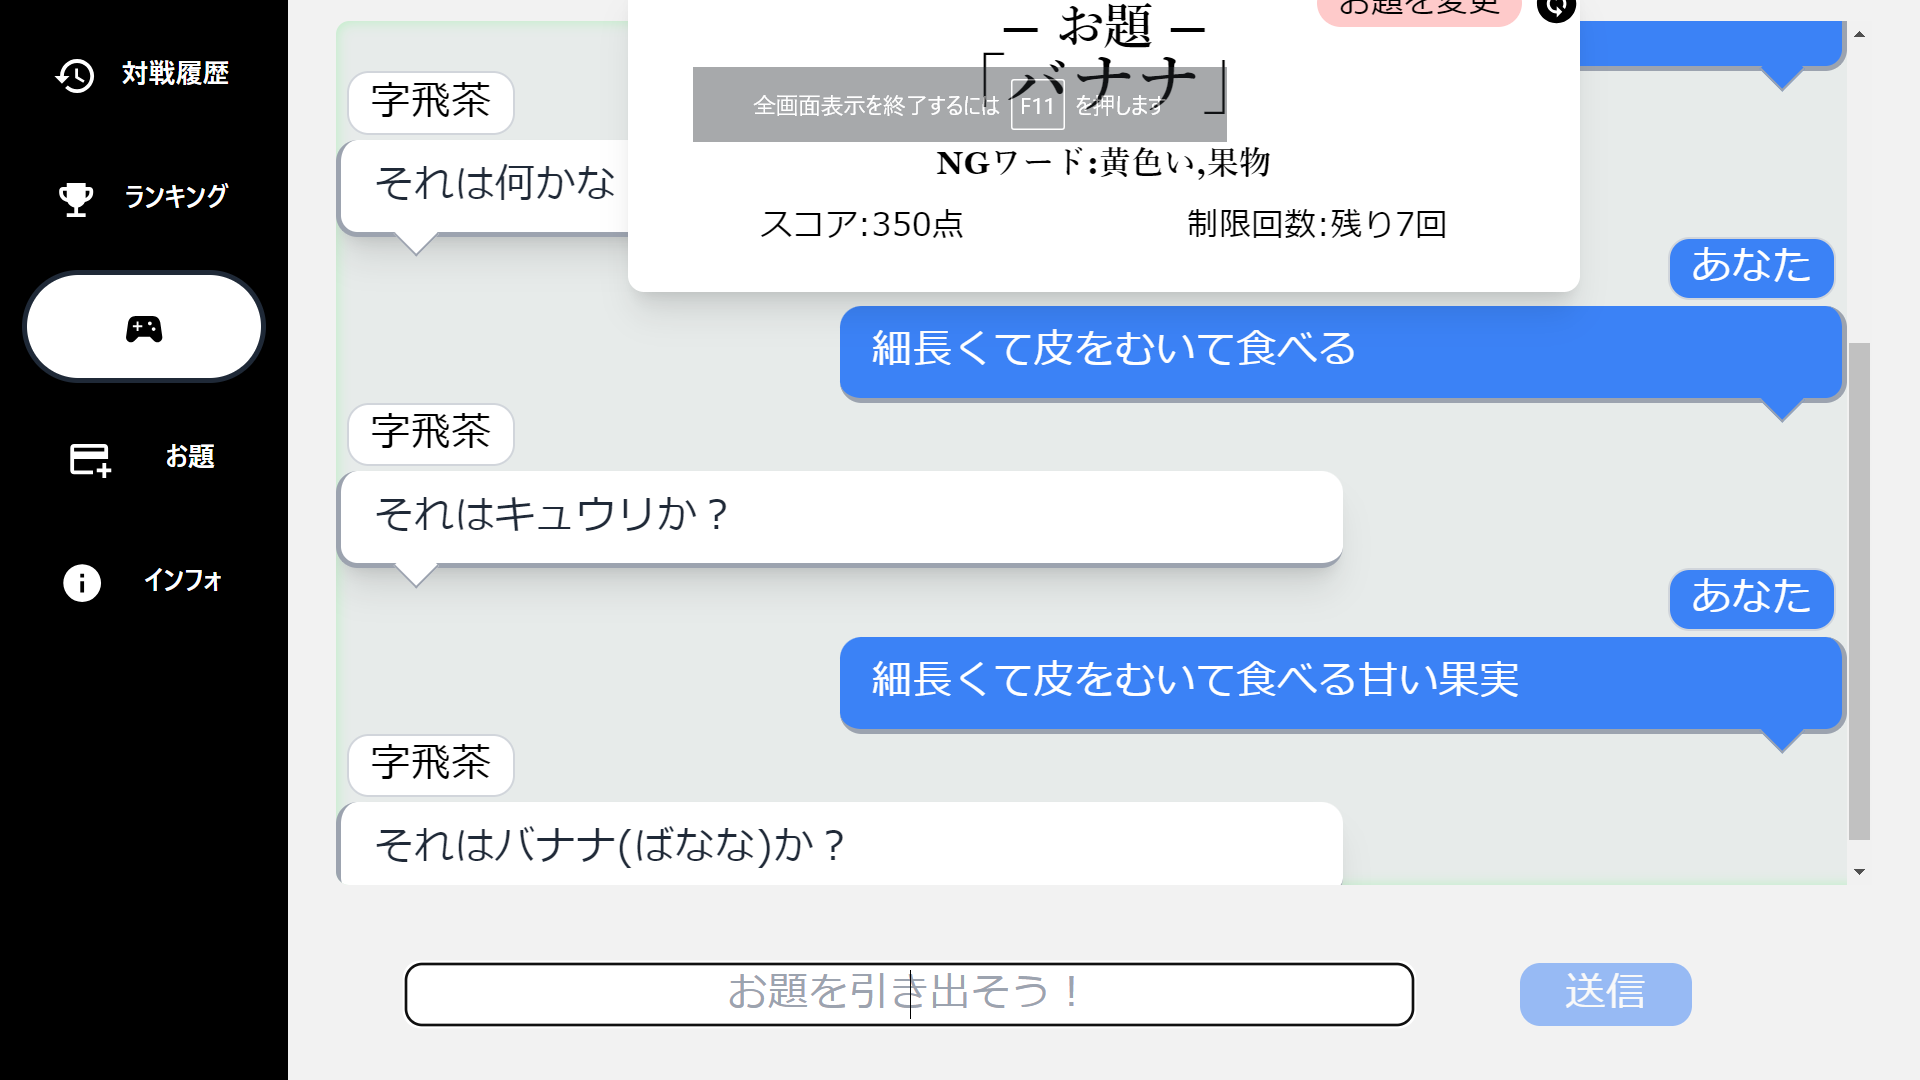 対戦履歴
ランキング
お題
インフォ
お題を変更
― お題 ―
「バナナ」
全画面表示を終了するには F11 を押します
NGワード:黄色い,果物
スコア:350点
制限回数:残り7回
字飛茶
それは何かな
あなた
細長くて皮をむいて食べる
字飛茶
それはキュウリか？
あなた
細長くて皮をむいて食べる甘い果実
字飛茶
それはバナナ(ばなな)か？
お題を引き出そう！
送信